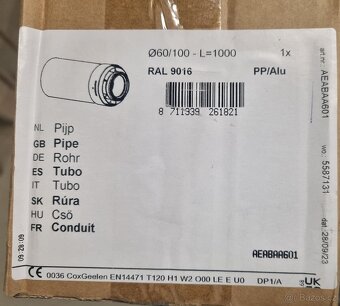 Ø60/100 - L=1000 1x
RAL 9016 PP/Alu
8 711939 261821
NL Pijp
GB Pipe
DE Rohr
ES Tubo
IT Tubo
SK Rúra
HU Cső
FR Conduit
09:28:09
AEABAA601
CE 0036 CoxGeelen EN14471 T120 H1 W2 O00 LE E U0 DP1/A
UK
art.nr: AEABAA601
wo: 5587131
dat: 28/09/23